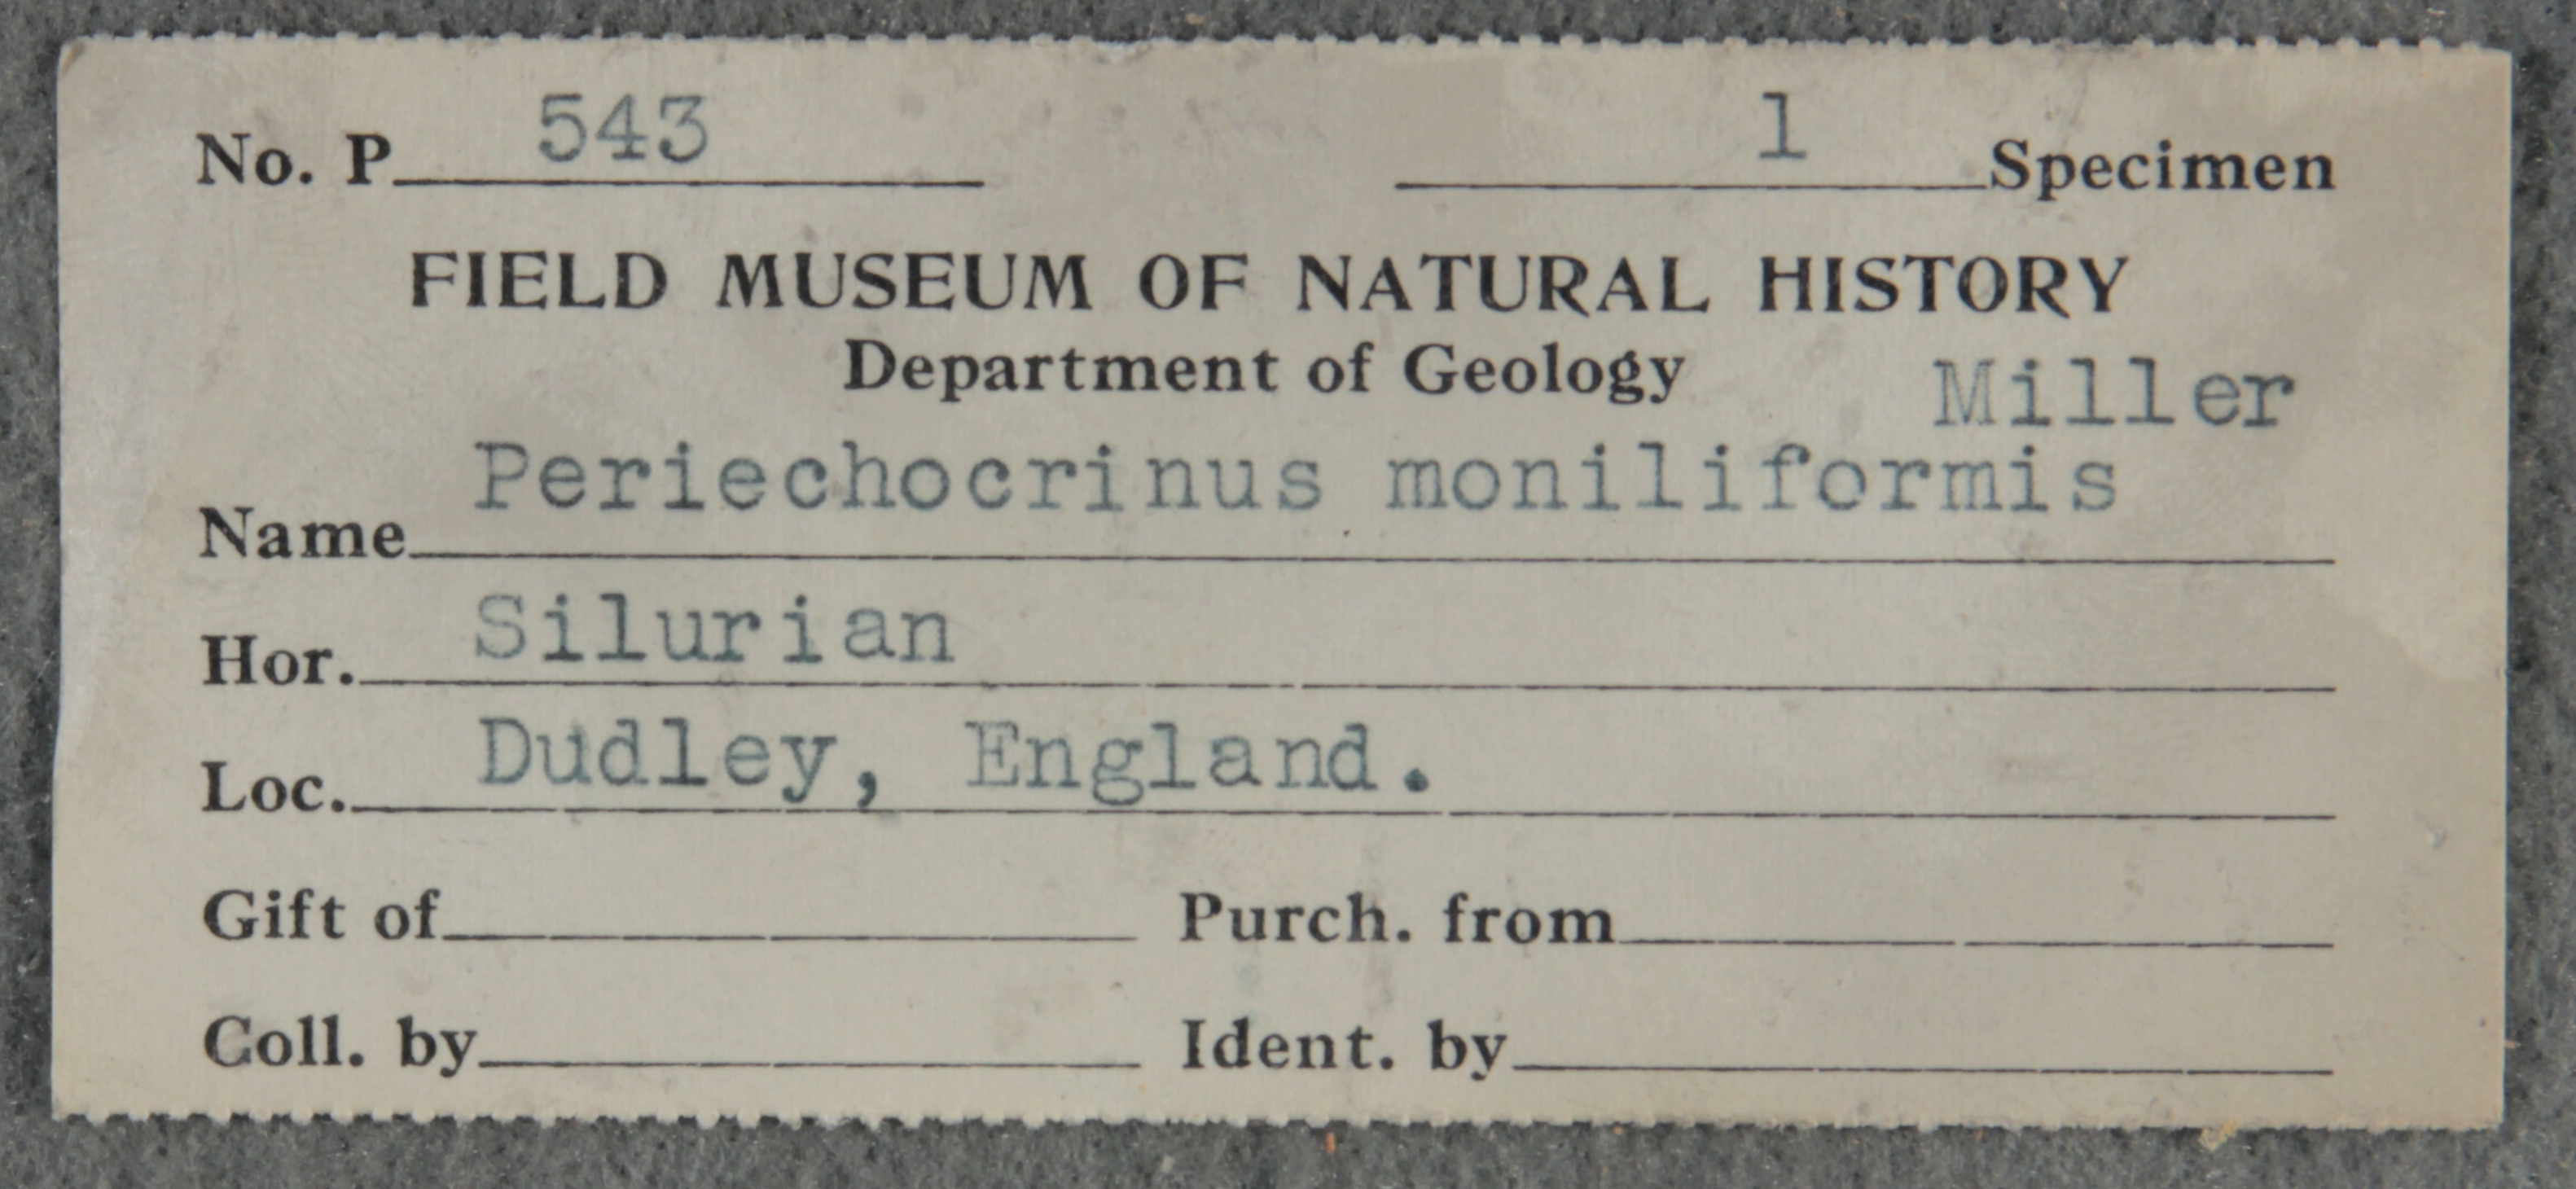 No. P 543 1 Specimen
FIELD MUSEUM OF NATURAL HISTORY
Department of Geology
Miller
Name Periechocrinus moniliformis
Hor. Silurian
Loc. Dudley, England.
Gift of Purch. from
Coll. by Ident. by